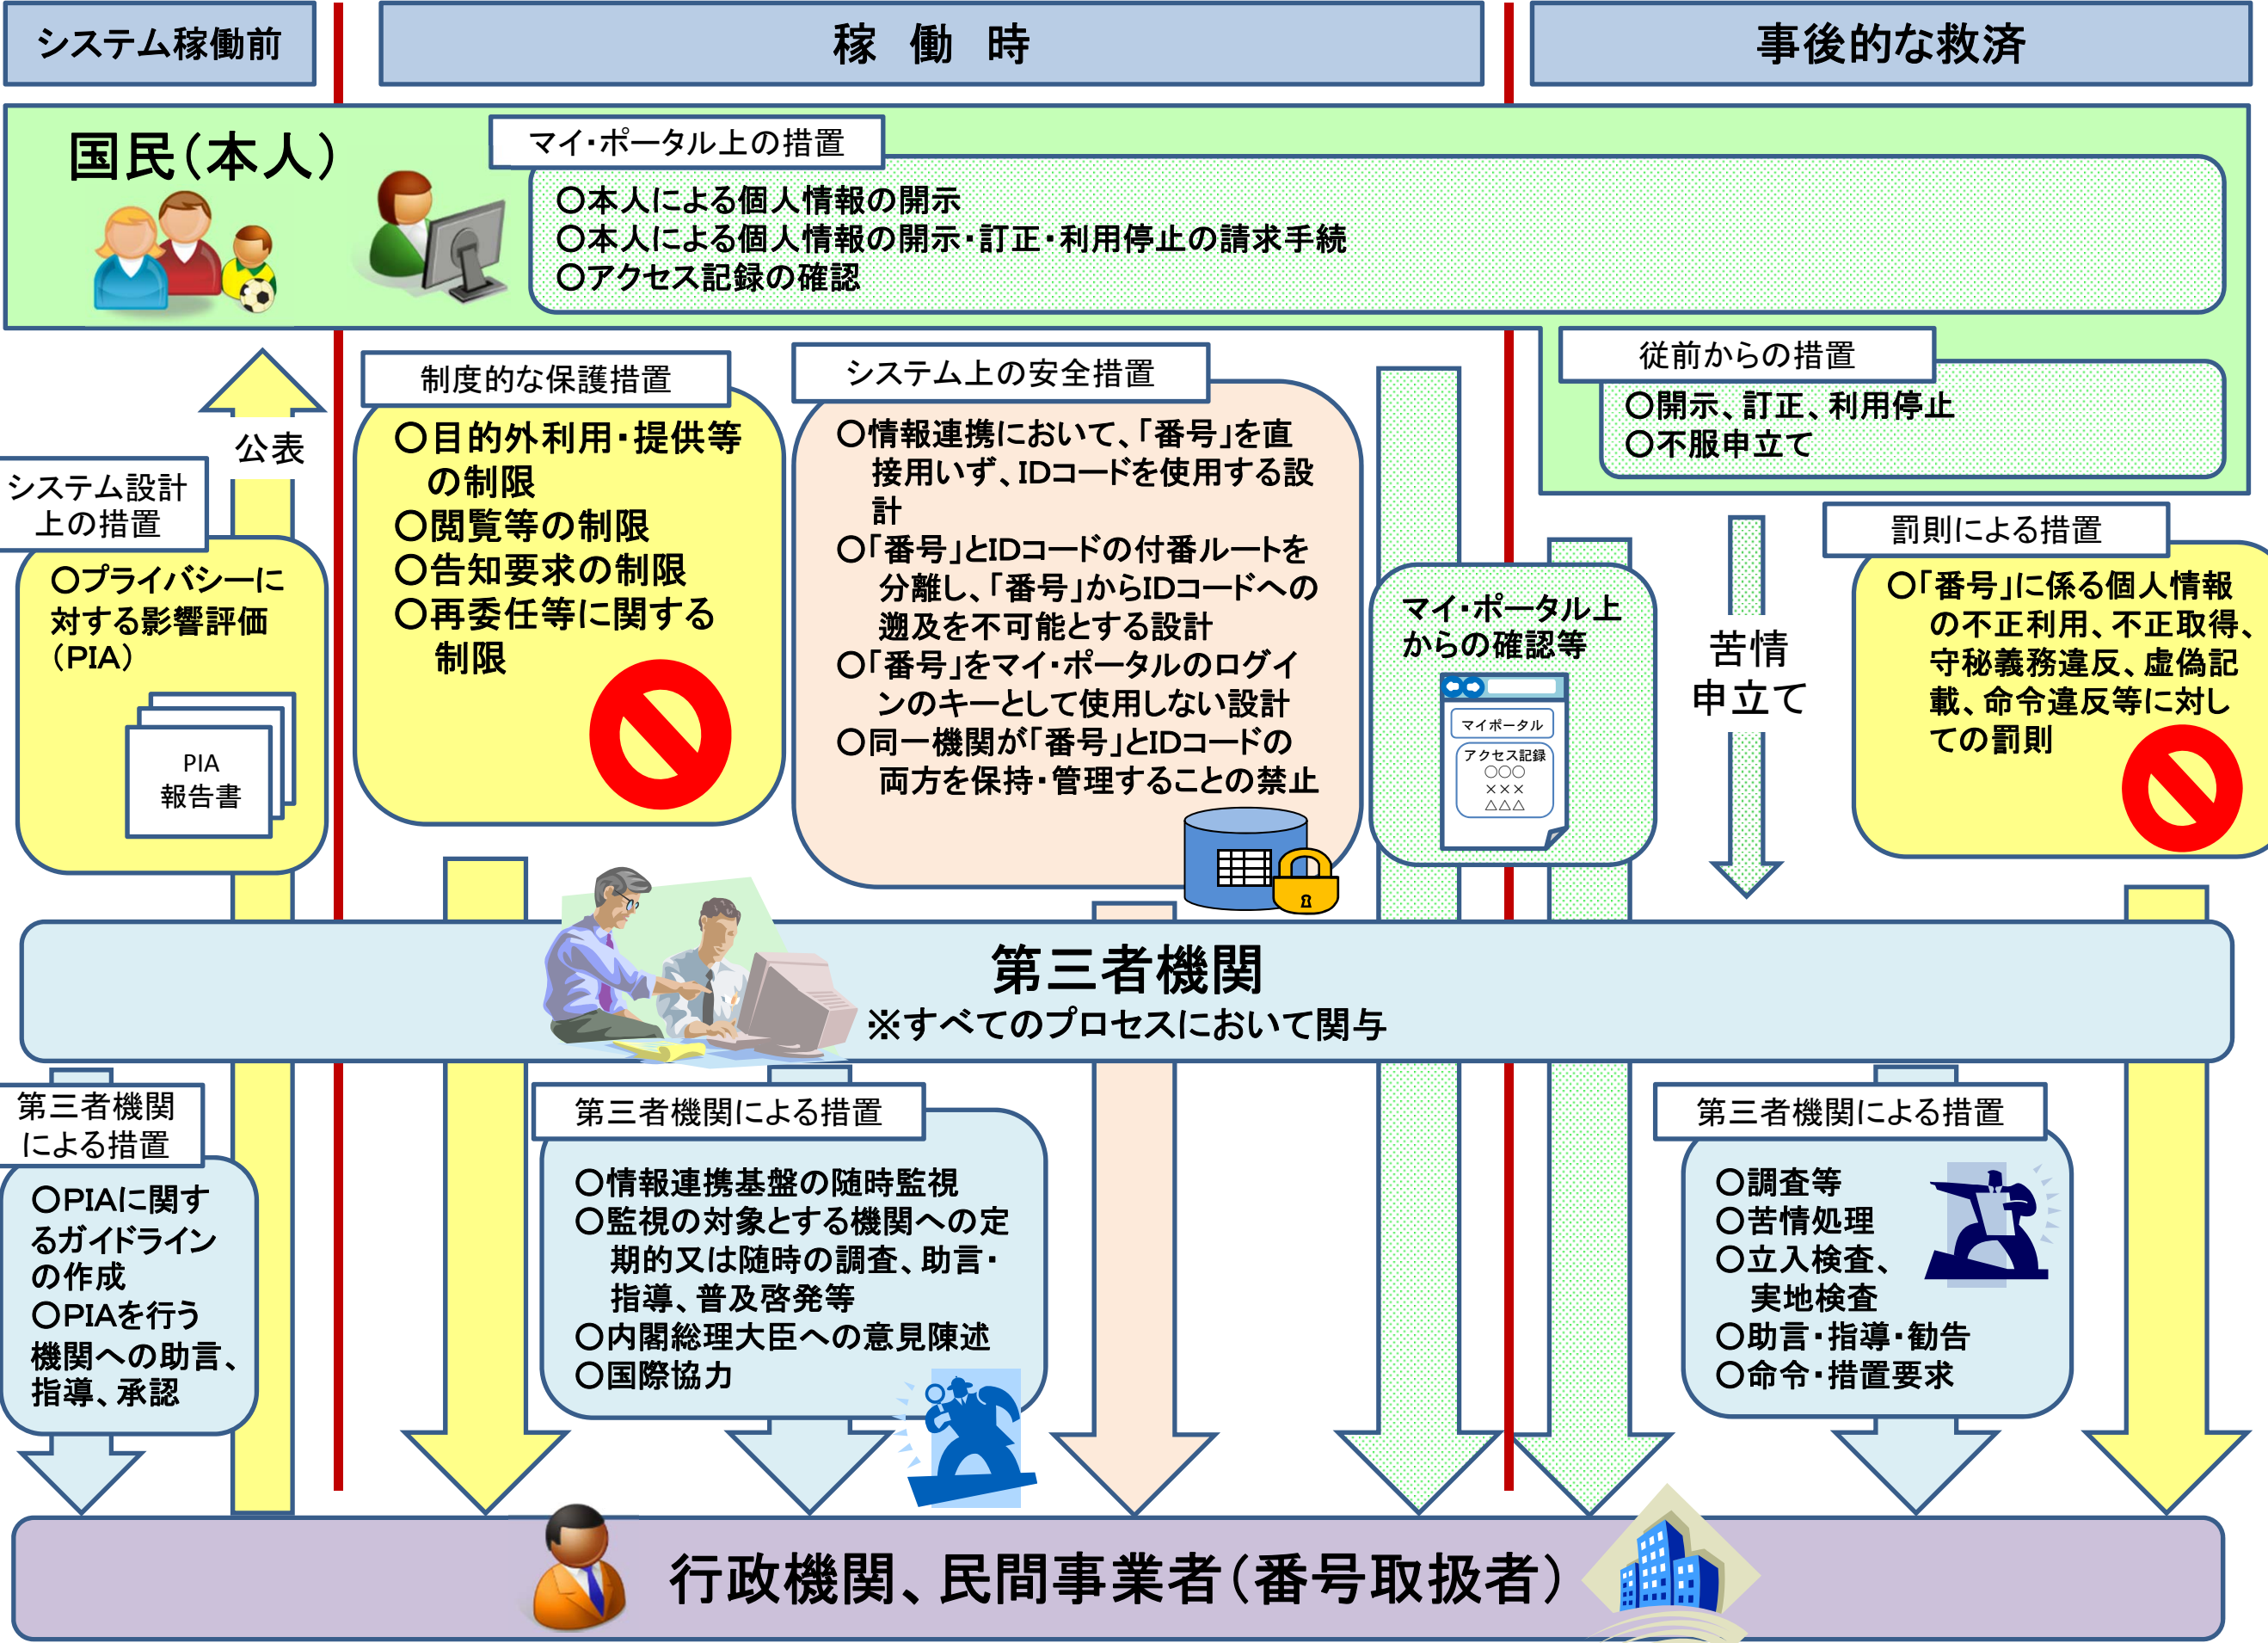 システム稼働前
稼 働 時
事後的な救済
国民(本人)
マイ・ポータル上の措置
○本人による個人情報の開示
○本人による個人情報の開示・訂正・利用停止の請求手続
○アクセス記録の確認
従前からの措置
○開示、訂正、利用停止
○不服申立て
公表
システム設計
上の措置
○プライバシーに
対する影響評価
(PIA)
PIA
報告書
制度的な保護措置
○目的外利用・提供等
の制限
○閲覧等の制限
○告知要求の制限
○再委任等に関する
制限
システム上の安全措置
○情報連携において、「番号」を直
接用いず、IDコードを使用する設
計
○「番号」とIDコードの付番ルートを
分離し、「番号」からIDコードへの
遡及を不可能とする設計
○「番号」をマイ・ポータルのログイ
ンのキーとして使用しない設計
○同一機関が「番号」とIDコードの
両方を保持・管理することの禁止
マイ・ポータル上
からの確認等
マイポータル
アクセス記録
○○○
×××
△△△
苦情
申立て
罰則による措置
○「番号」に係る個人情報
の不正利用、不正取得、
守秘義務違反、虚偽記
載、命令違反等に対し
ての罰則
第三者機関
※すべてのプロセスにおいて関与
第三者機関
による措置
○PIAに関す
るガイドライン
の作成
○PIAを行う
機関への助言、
指導、承認
第三者機関による措置
○情報連携基盤の随時監視
○監視の対象とする機関への定
期的又は随時の調査、助言・
指導、普及啓発等
○内閣総理大臣への意見陳述
○国際協力
第三者機関による措置
○調査等
○苦情処理
○立入検査、
実地検査
○助言・指導・勧告
○命令・措置要求
行政機関、民間事業者(番号取扱者)